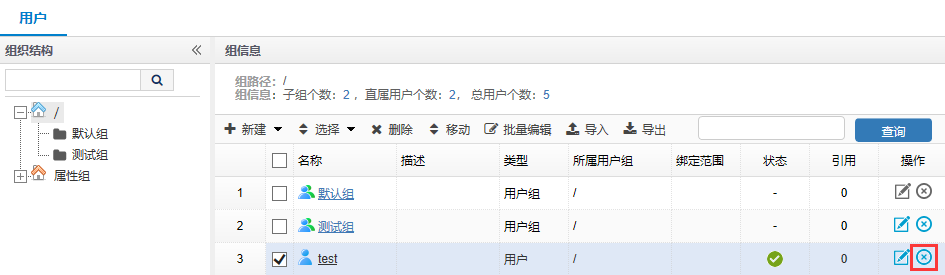 用户
组织结构
组信息
组路径：/
组信息：子组个数：2 ，直属用户个数：2，总用户个数：5
/
默认组
测试组
属性组
新建 选择 删除 移动 批量编辑 导入 导出 查询
名称 描述 类型 所属用户组 绑定范围 状态 引用 操作
1 默认组 用户组 / - 0
2 测试组 用户组 / - 0
3 test 用户 / 0